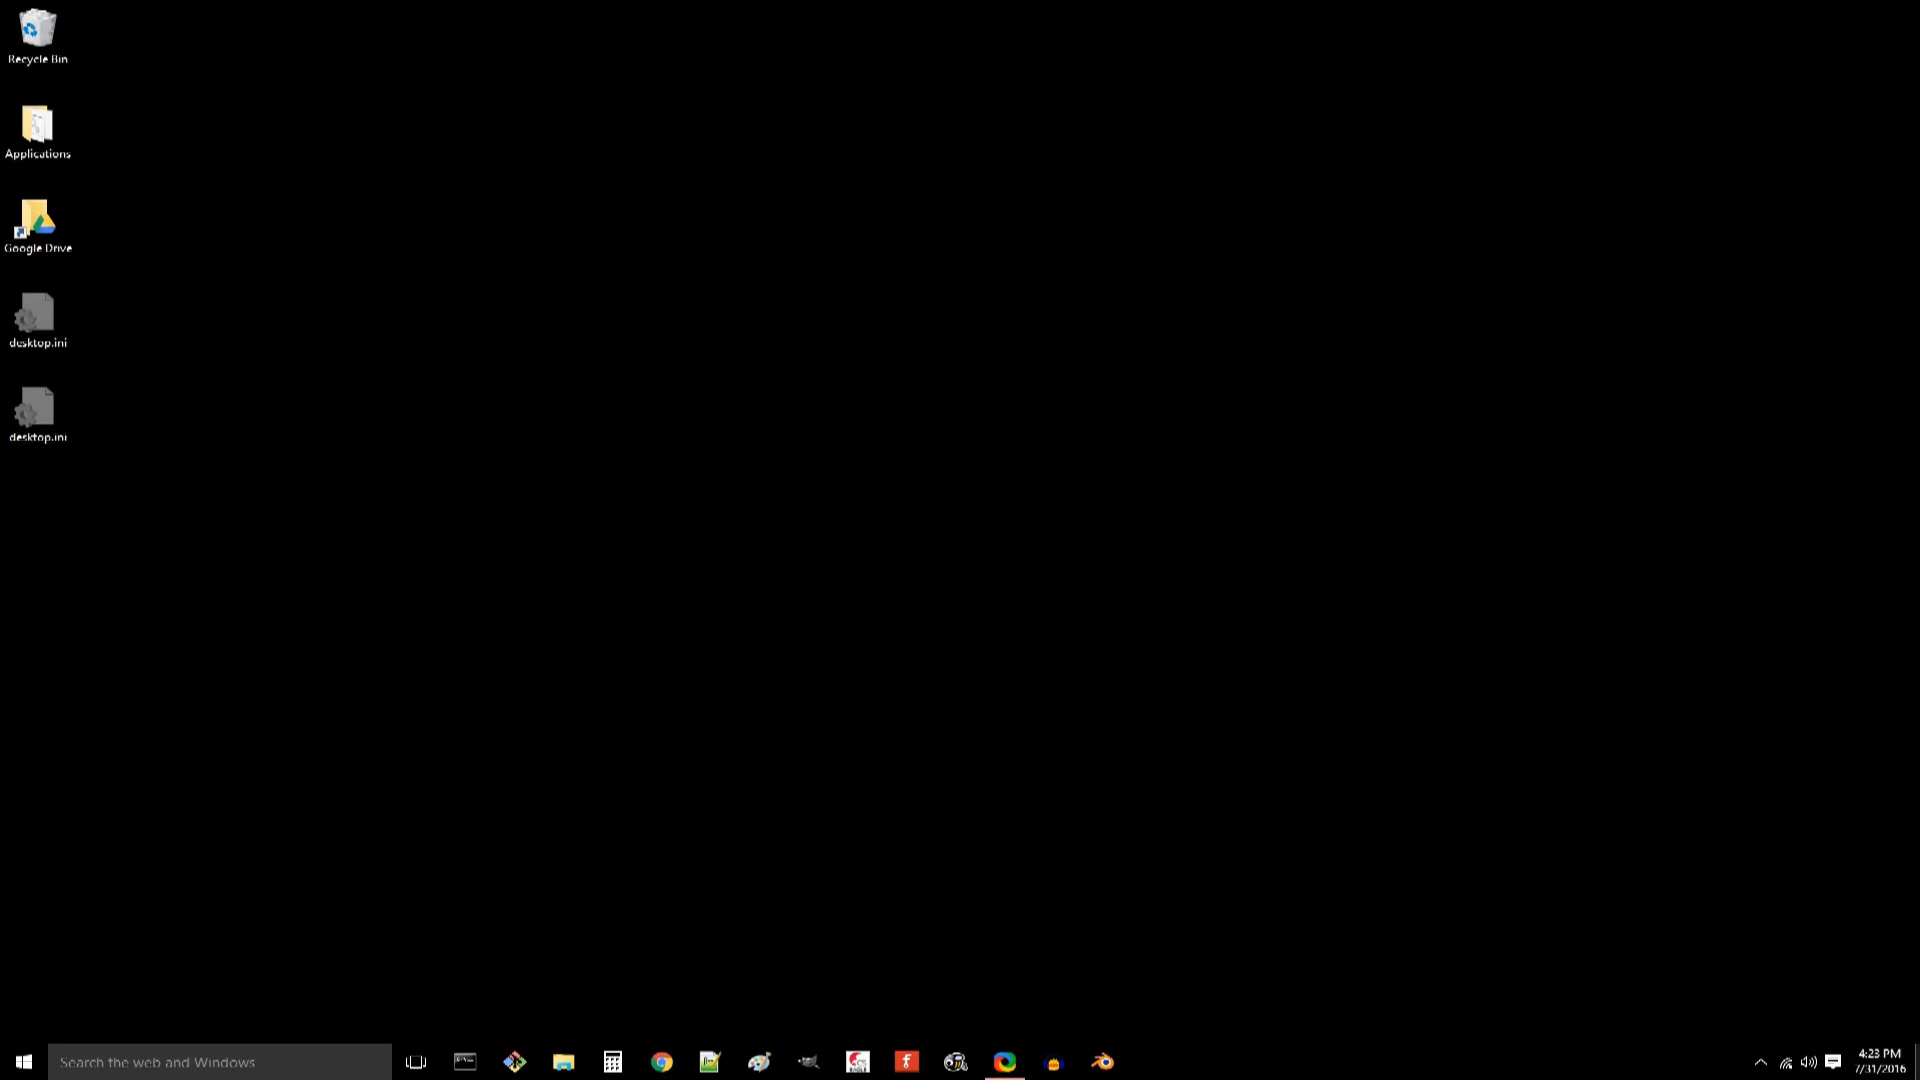 Recycle Bin
Applications
Google Drive
desktop.ini
desktop.ini
Search the web and Windows
4:23 PM
7/31/2016